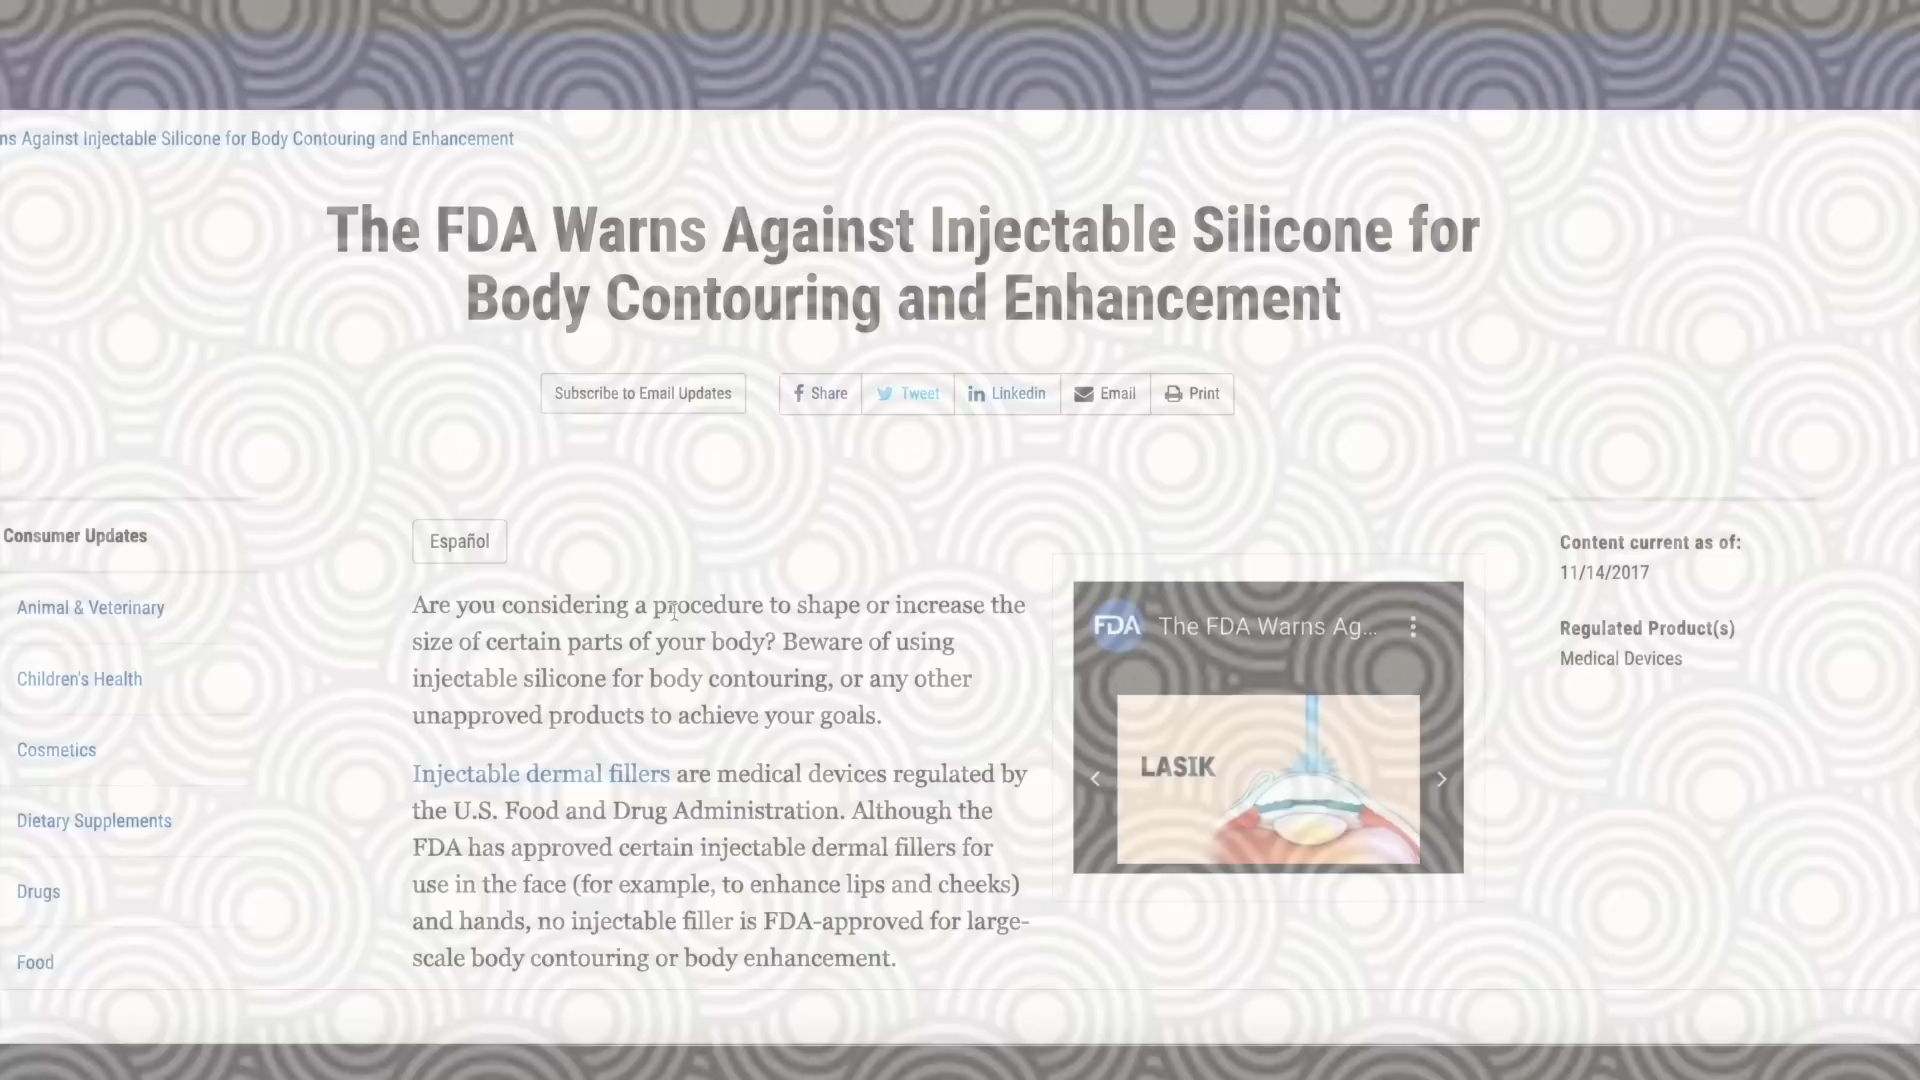 ns Against Injectable Silicone for Body Contouring and Enhancement
The FDA Warns Against Injectable Silicone for
Body Contouring and Enhancement
Subscribe to Email Updates
Share
Tweet
Linkedin
Email
Print
Consumer Updates
Animal & Veterinary
Children's Health
Cosmetics
Dietary Supplements
Drugs
Food
Español
Are you considering a procedure to shape or increase the
size of certain parts of your body? Beware of using
injectable silicone for body contouring, or any other
unapproved products to achieve your goals.
Injectable dermal fillers are medical devices regulated by
the U.S. Food and Drug Administration. Although the
FDA has approved certain injectable dermal fillers for
use in the face (for example, to enhance lips and cheeks)
and hands, no injectable filler is FDA-approved for large-
scale body contouring or body enhancement.
FDA The FDA Warns Ag...
LASIK
Content current as of:
11/14/2017
Regulated Product(s)
Medical Devices